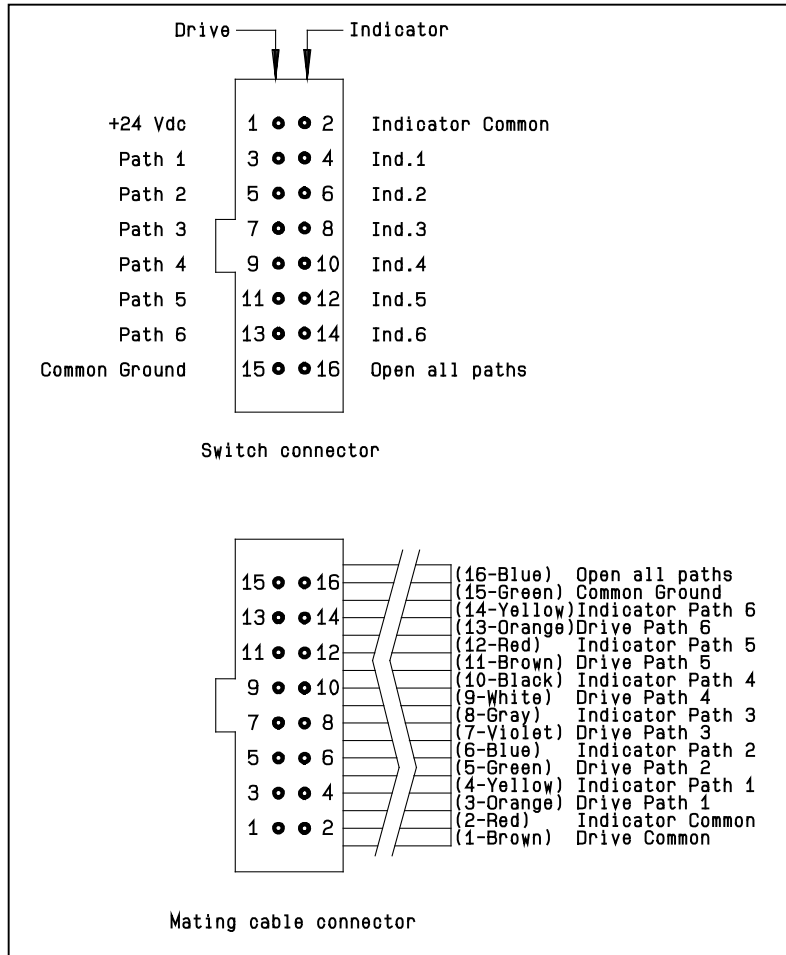 Drive Indicator
+24 Vdc 1 2 Indicator Common
Path 1 3 4 Ind.1
Path 2 5 6 Ind.2
Path 3 7 8 Ind.3
Path 4 9 10 Ind.4
Path 5 11 12 Ind.5
Path 6 13 14 Ind.6
Common Ground 15 16 Open all paths
Switch connector
15 16
13 14
11 12
9 10
7 8
5 6
3 4
1 2
(16-Blue) Open all paths
(15-Green) Common Ground
(14-Yellow) Indicator Path 6
(13-Orange) Drive Path 6
(12-Red) Indicator Path 5
(11-Brown) Drive Path 5
(10-Black) Indicator Path 4
(9-White) Drive Path 4
(8-Gray) Indicator Path 3
(7-Violet) Drive Path 3
(6-Blue) Indicator Path 2
(5-Green) Drive Path 2
(4-Yellow) Indicator Path 1
(3-Orange) Drive Path 1
(2-Red) Indicator Common
(1-Brown) Drive Common
Mating cable connector